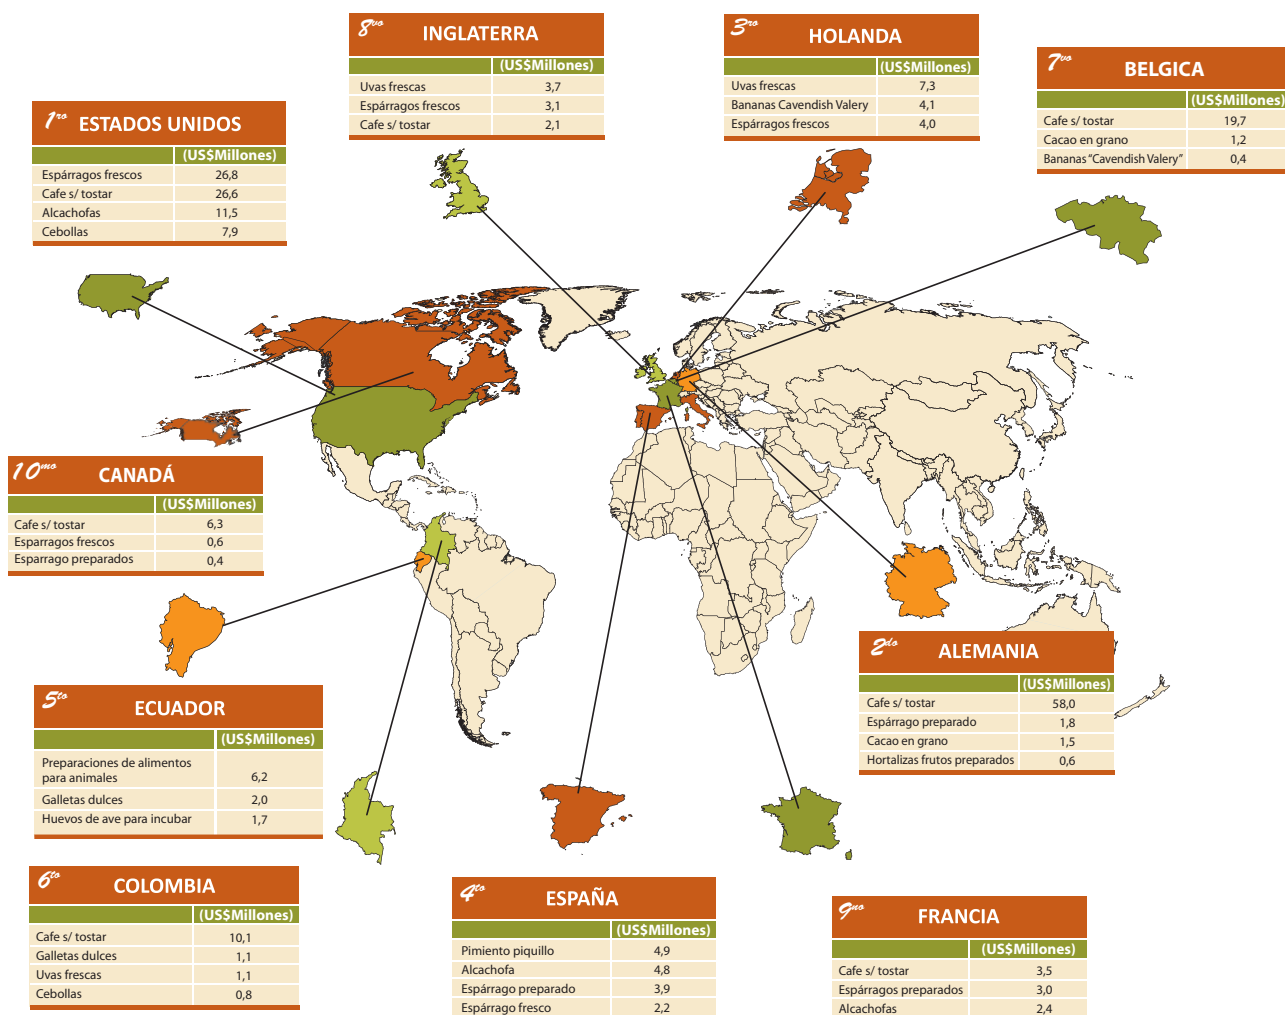 8vo INGLATERRA
(US$Millones)
Uvas frescas 3,7
Espárragos frescos 3,1
Cafe s/ tostar 2,1
3ro HOLANDA
(US$Millones)
Uvas frescas 7,3
Bananas Cavendish Valery 4,1
Espárragos frescos 4,0
7vo BELGICA
(US$Millones)
Cafe s/ tostar 19,7
Cacao en grano 1,2
Bananas "Cavendish Valery" 0,4
1ro ESTADOS UNIDOS
(US$Millones)
Espárragos frescos 26,8
Cafe s/ tostar 26,6
Alcachofas 11,5
Cebollas 7,9
10mo CANADÁ
(US$Millones)
Cafe s/ tostar 6,3
Esparragos frescos 0,6
Esparrago preparados 0,4
2do ALEMANIA
(US$Millones)
Cafe s/ tostar 58,0
Espárrago preparado 1,8
Cacao en grano 1,5
Hortalizas frutos preparados 0,6
5to ECUADOR
(US$Millones)
Preparaciones de alimentos
para animales 6,2
Galletas dulces 2,0
Huevos de ave para incubar 1,7
6to COLOMBIA
(US$Millones)
Cafe s/ tostar 10,1
Galletas dulces 1,1
Uvas frescas 1,1
Cebollas 0,8
4to ESPAÑA
(US$Millones)
Pimiento piquillo 4,9
Alcachofa 4,8
Espárrago preparado 3,9
Espárrago fresco 2,2
9no FRANCIA
(US$Millones)
Cafe s/ tostar 3,5
Espárragos preparados 3,0
Alcachofas 2,4